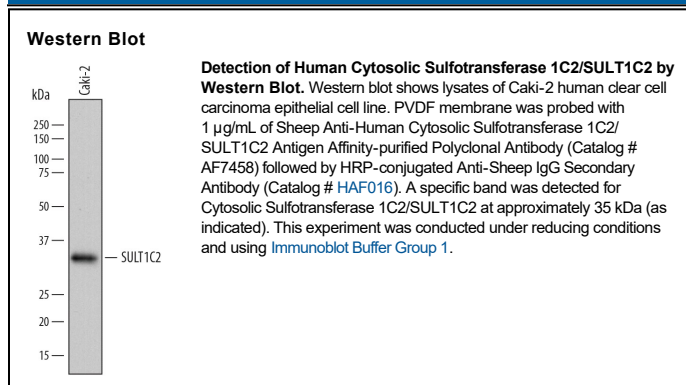 Western Blot
Detection of Human Cytosolic Sulfotransferase 1C2/SULT1C2 by
Western Blot. Western blot shows lysates of Caki-2 human clear cell
carcinoma epithelial cell line. PVDF membrane was probed with
1 µg/mL of Sheep Anti-Human Cytosolic Sulfotransferase 1C2/
SULT1C2 Antigen Affinity-purified Polyclonal Antibody (Catalog #
AF7458) followed by HRP-conjugated Anti-Sheep IgG Secondary
Antibody (Catalog # HAF016). A specific band was detected for
Cytosolic Sulfotransferase 1C2/SULT1C2 at approximately 35 kDa (as
indicated). This experiment was conducted under reducing conditions
and using Immunoblot Buffer Group 1.
Caki-2
kDa
250
150
100
75
50
37
SULT1C2
25
20
15